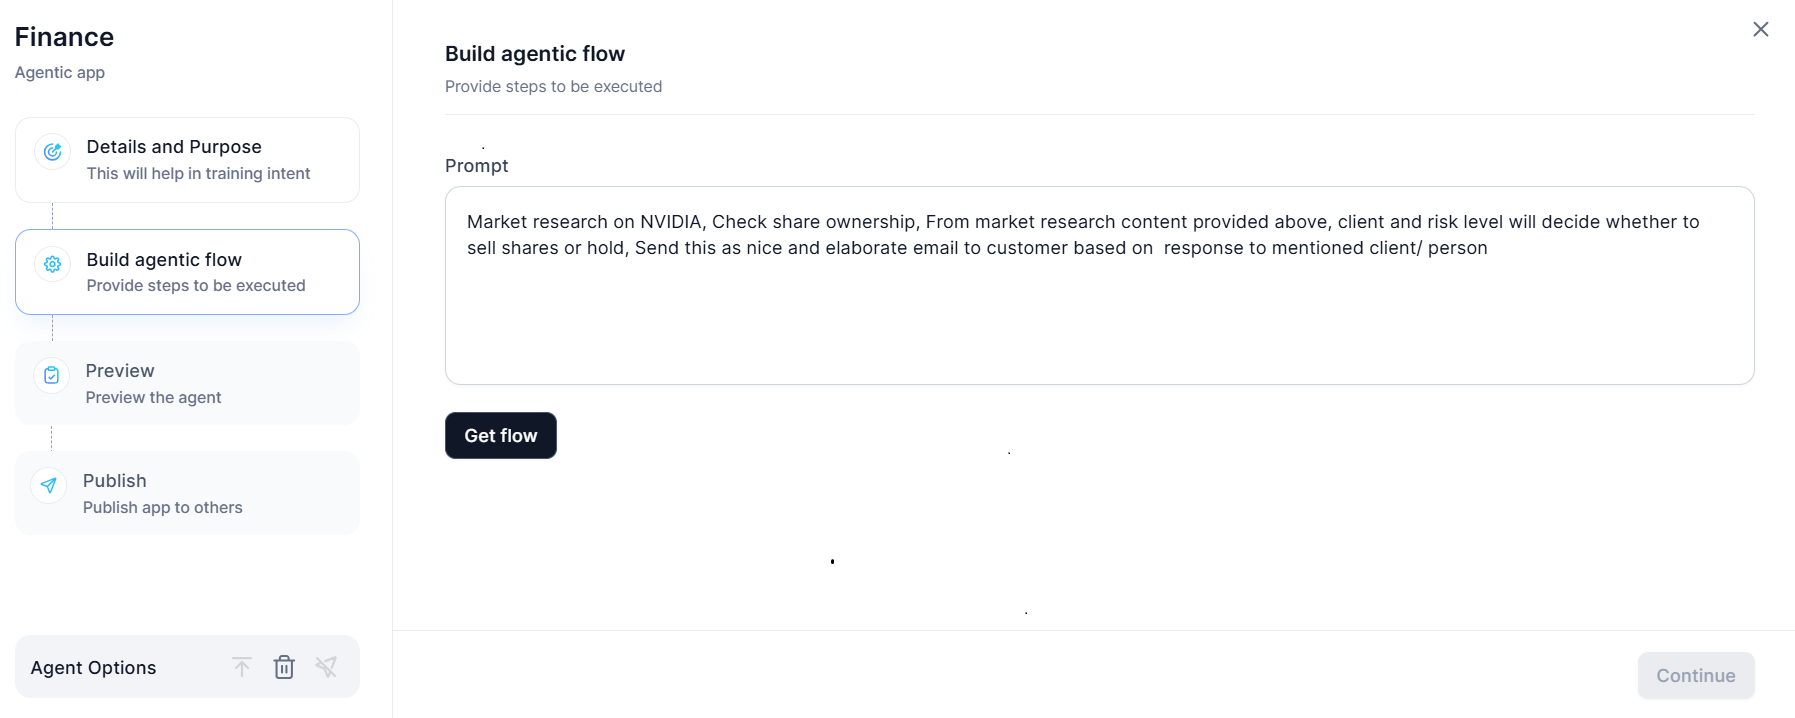 Finance
Agentic app
Details and Purpose
This will help in training intent
Build agentic flow
Provide steps to be executed
Preview
Preview the agent
Publish
Publish app to others
Agent Options
Build agentic flow
Provide steps to be executed
Prompt
Market research on NVIDIA, Check share ownership, From market research content provided above, client and risk level will decide whether to
sell shares or hold, Send this as nice and elaborate email to customer based on  response to mentioned client/ person
Get flow
Continue